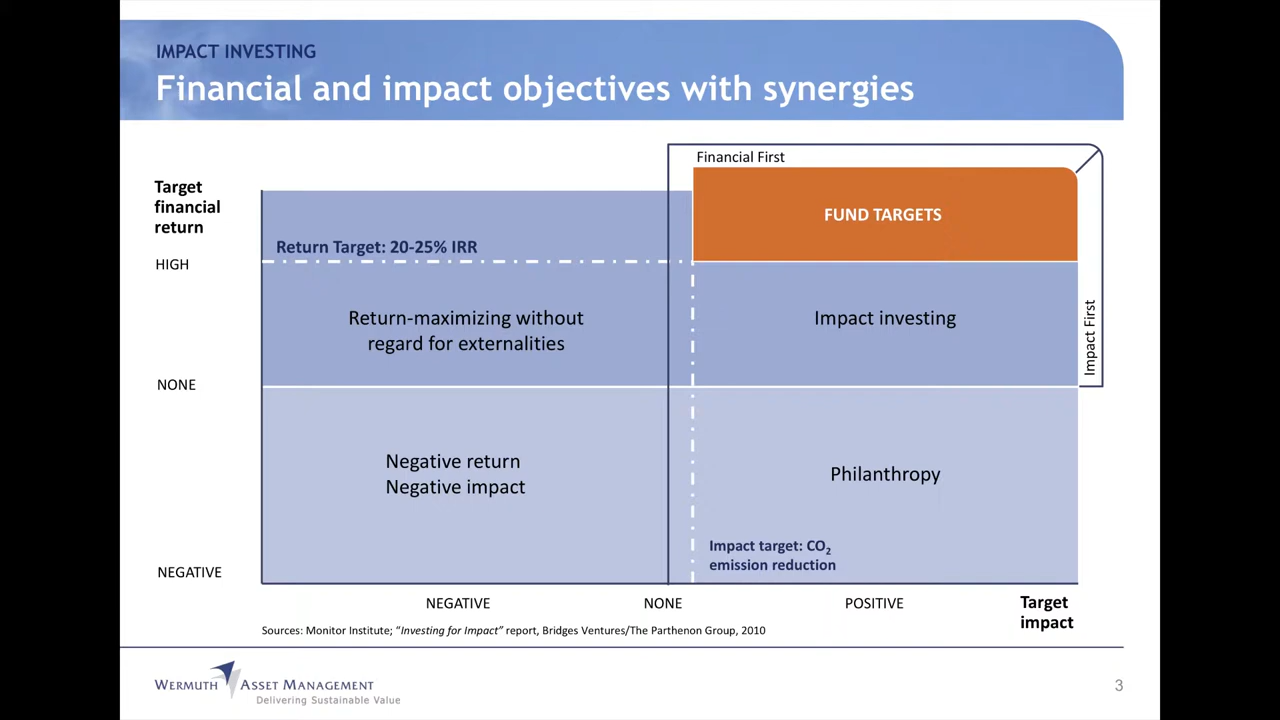 IMPACT INVESTING
Financial and impact objectives with synergies
Financial First
Target
financial
return
FUND TARGETS
Return Target: 20-25% IRR
HIGH
Return-maximizing without
regard for externalities
Impact investing
Impact First
NONE
Negative return
Negative impact
Philanthropy
Impact target: CO₂
emission reduction
NEGATIVE
NEGATIVE
NONE
POSITIVE
Target
impact
Sources: Monitor Institute; “Investing for Impact” report, Bridges Ventures/The Parthenon Group, 2010
WERMUTH ASSET MANAGEMENT
Delivering Sustainable Value
3